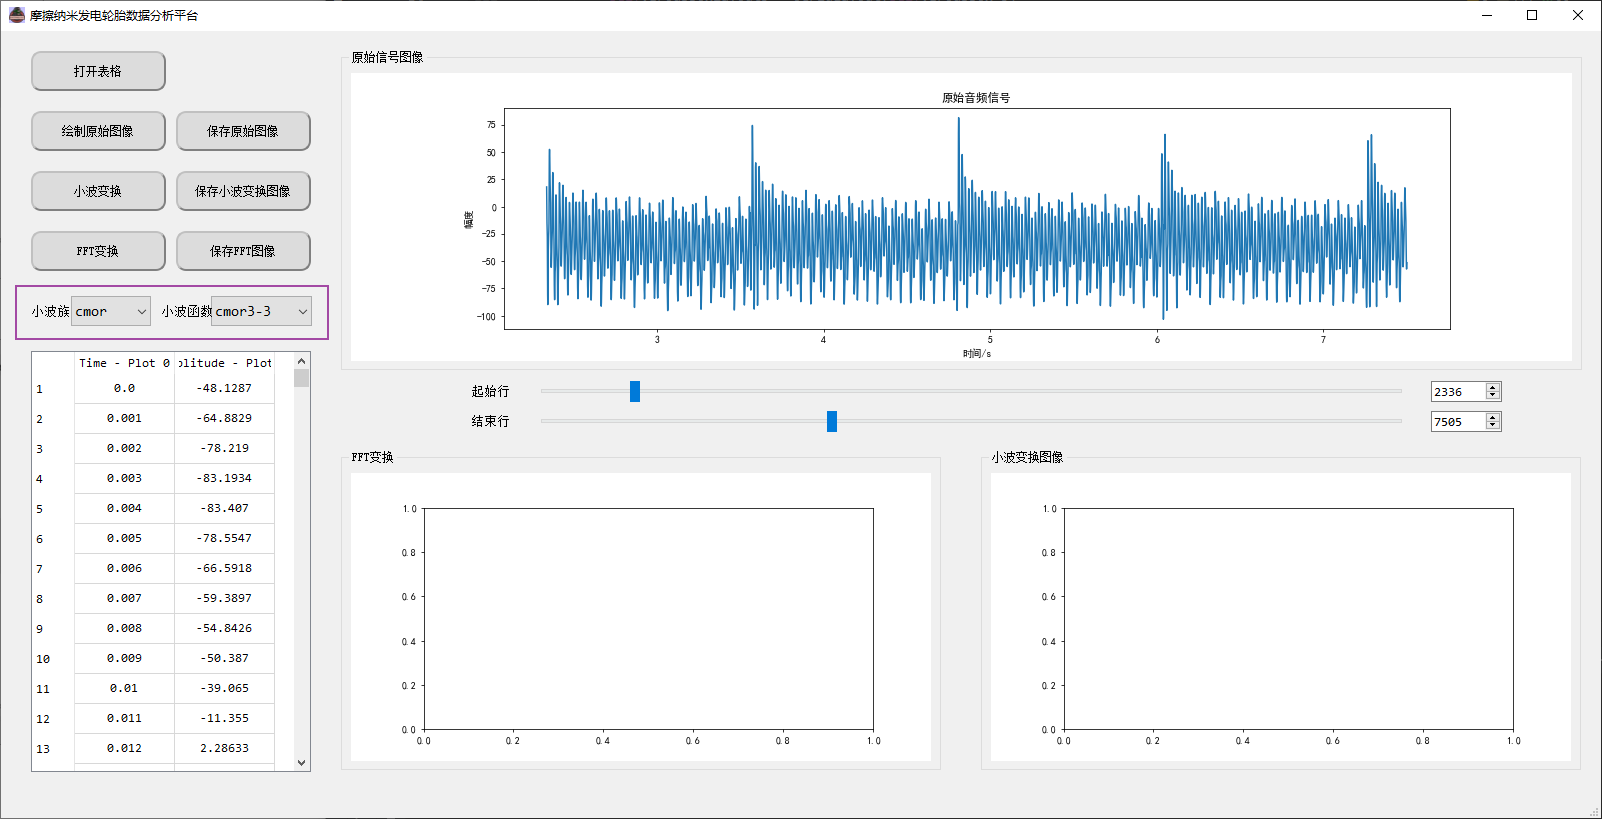 摩擦纳米发电轮胎数据分析平台
打开表格
绘制原始图像 保存原始图像
小波变换 保存小波变换图像
FFT变换 保存FFT图像
小波族 cmor 小波函数 cmor3-3
Time - Plot 0 plitude - Plot
1 0.0 -48.1287
2 0.001 -64.8829
3 0.002 -78.219
4 0.003 -83.1934
5 0.004 -83.407
6 0.005 -78.5547
7 0.006 -66.5918
8 0.007 -59.3897
9 0.008 -54.8426
10 0.009 -50.387
11 0.01 -39.065
12 0.011 -11.355
13 0.012 2.28633
原始信号图像
原始音频信号
幅度
75
50
25
0
-25
-50
-75
-100
3 4 5 6 7
时间/s
起始行 2336
结束行 7505
FFT变换
1.0
0.8
0.6
0.4
0.2
0.0
0.0 0.2 0.4 0.6 0.8 1.0
小波变换图像
1.0
0.8
0.6
0.4
0.2
0.0
0.0 0.2 0.4 0.6 0.8 1.0